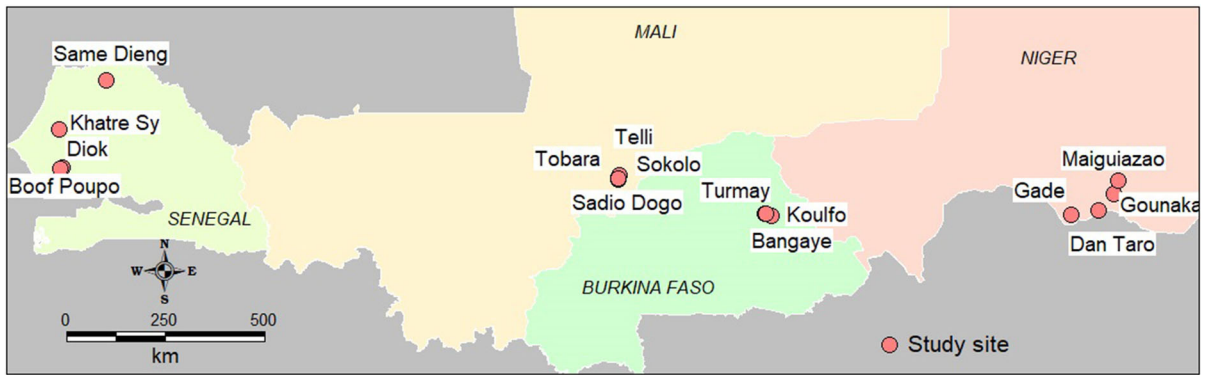 MALI
NIGER
Same Dieng
Khatre Sy
Diok
Boof Poupo
SENEGAL
Telli
Tobara
Sokolo
Sadio Dogo
Turmay
Koulfo
Bangaye
BURKINA FASO
Maiguiazao
Gade
Gounaka
Dan Taro
N
W E
S
0 250 500
km
Study site